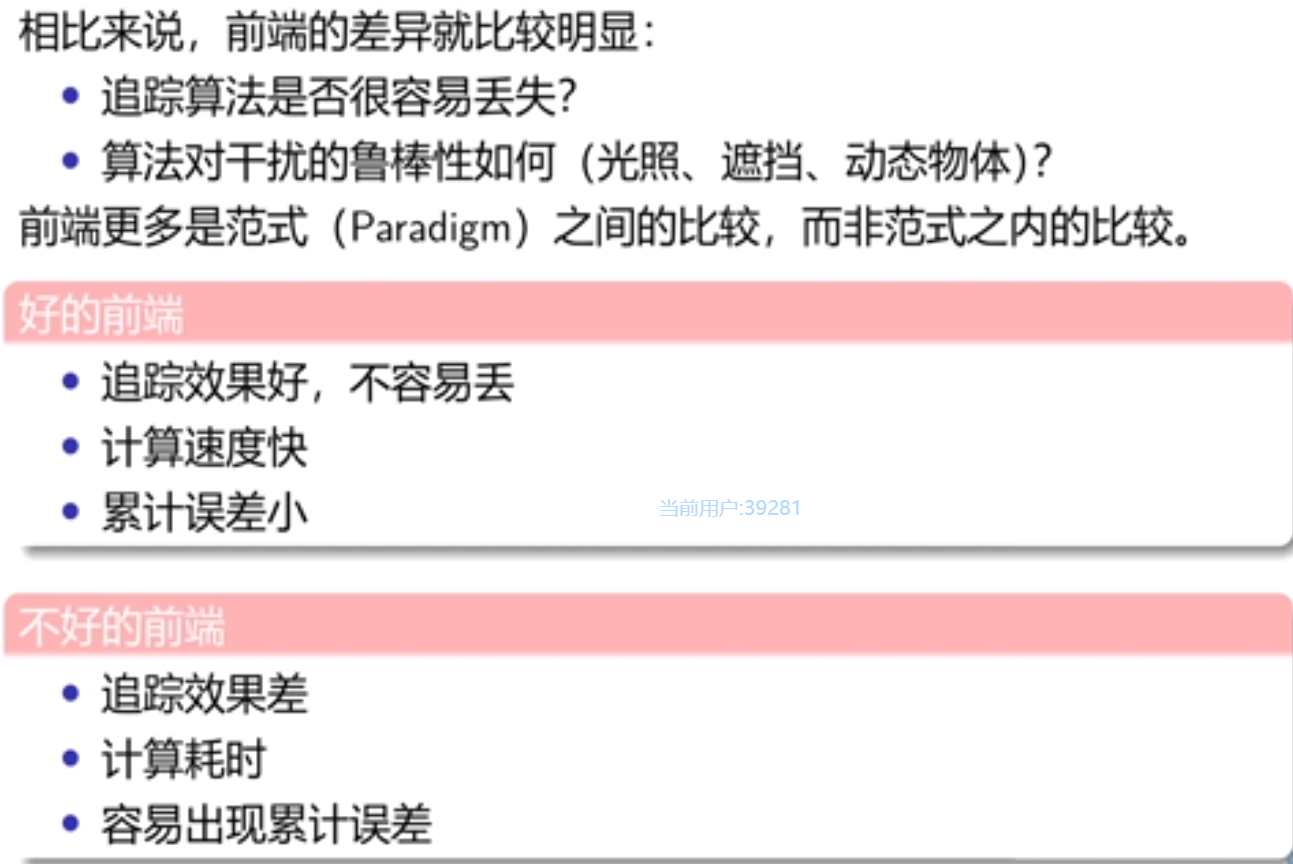 相比来说，前端的差异就比较明显：
• 追踪算法是否很容易丢失？
• 算法对干扰的鲁棒性如何（光照、遮挡、动态物体）？
前端更多是范式（Paradigm）之间的比较，而非范式之内的比较。
好的前端
• 追踪效果好，不容易丢
• 计算速度快
• 累计误差小
当前用户:39281
不好的前端
• 追踪效果差
• 计算耗时
• 容易出现累计误差